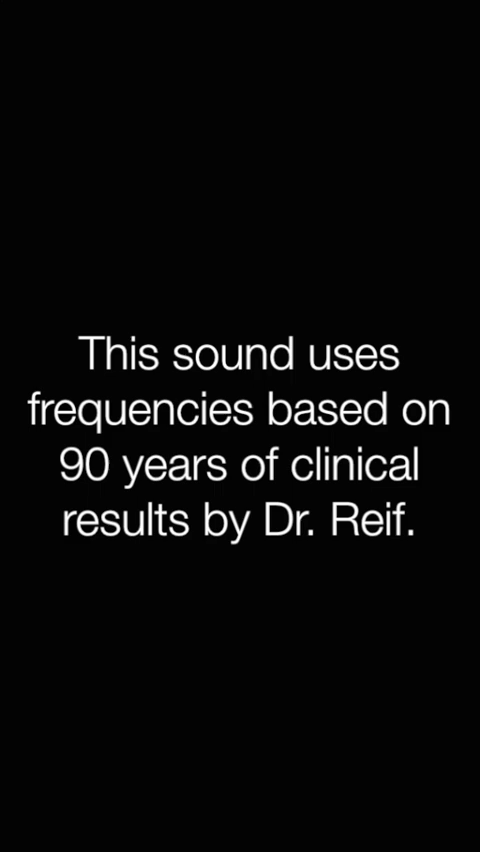 This sound uses
frequencies based on
90 years of clinical
results by Dr. Reif.